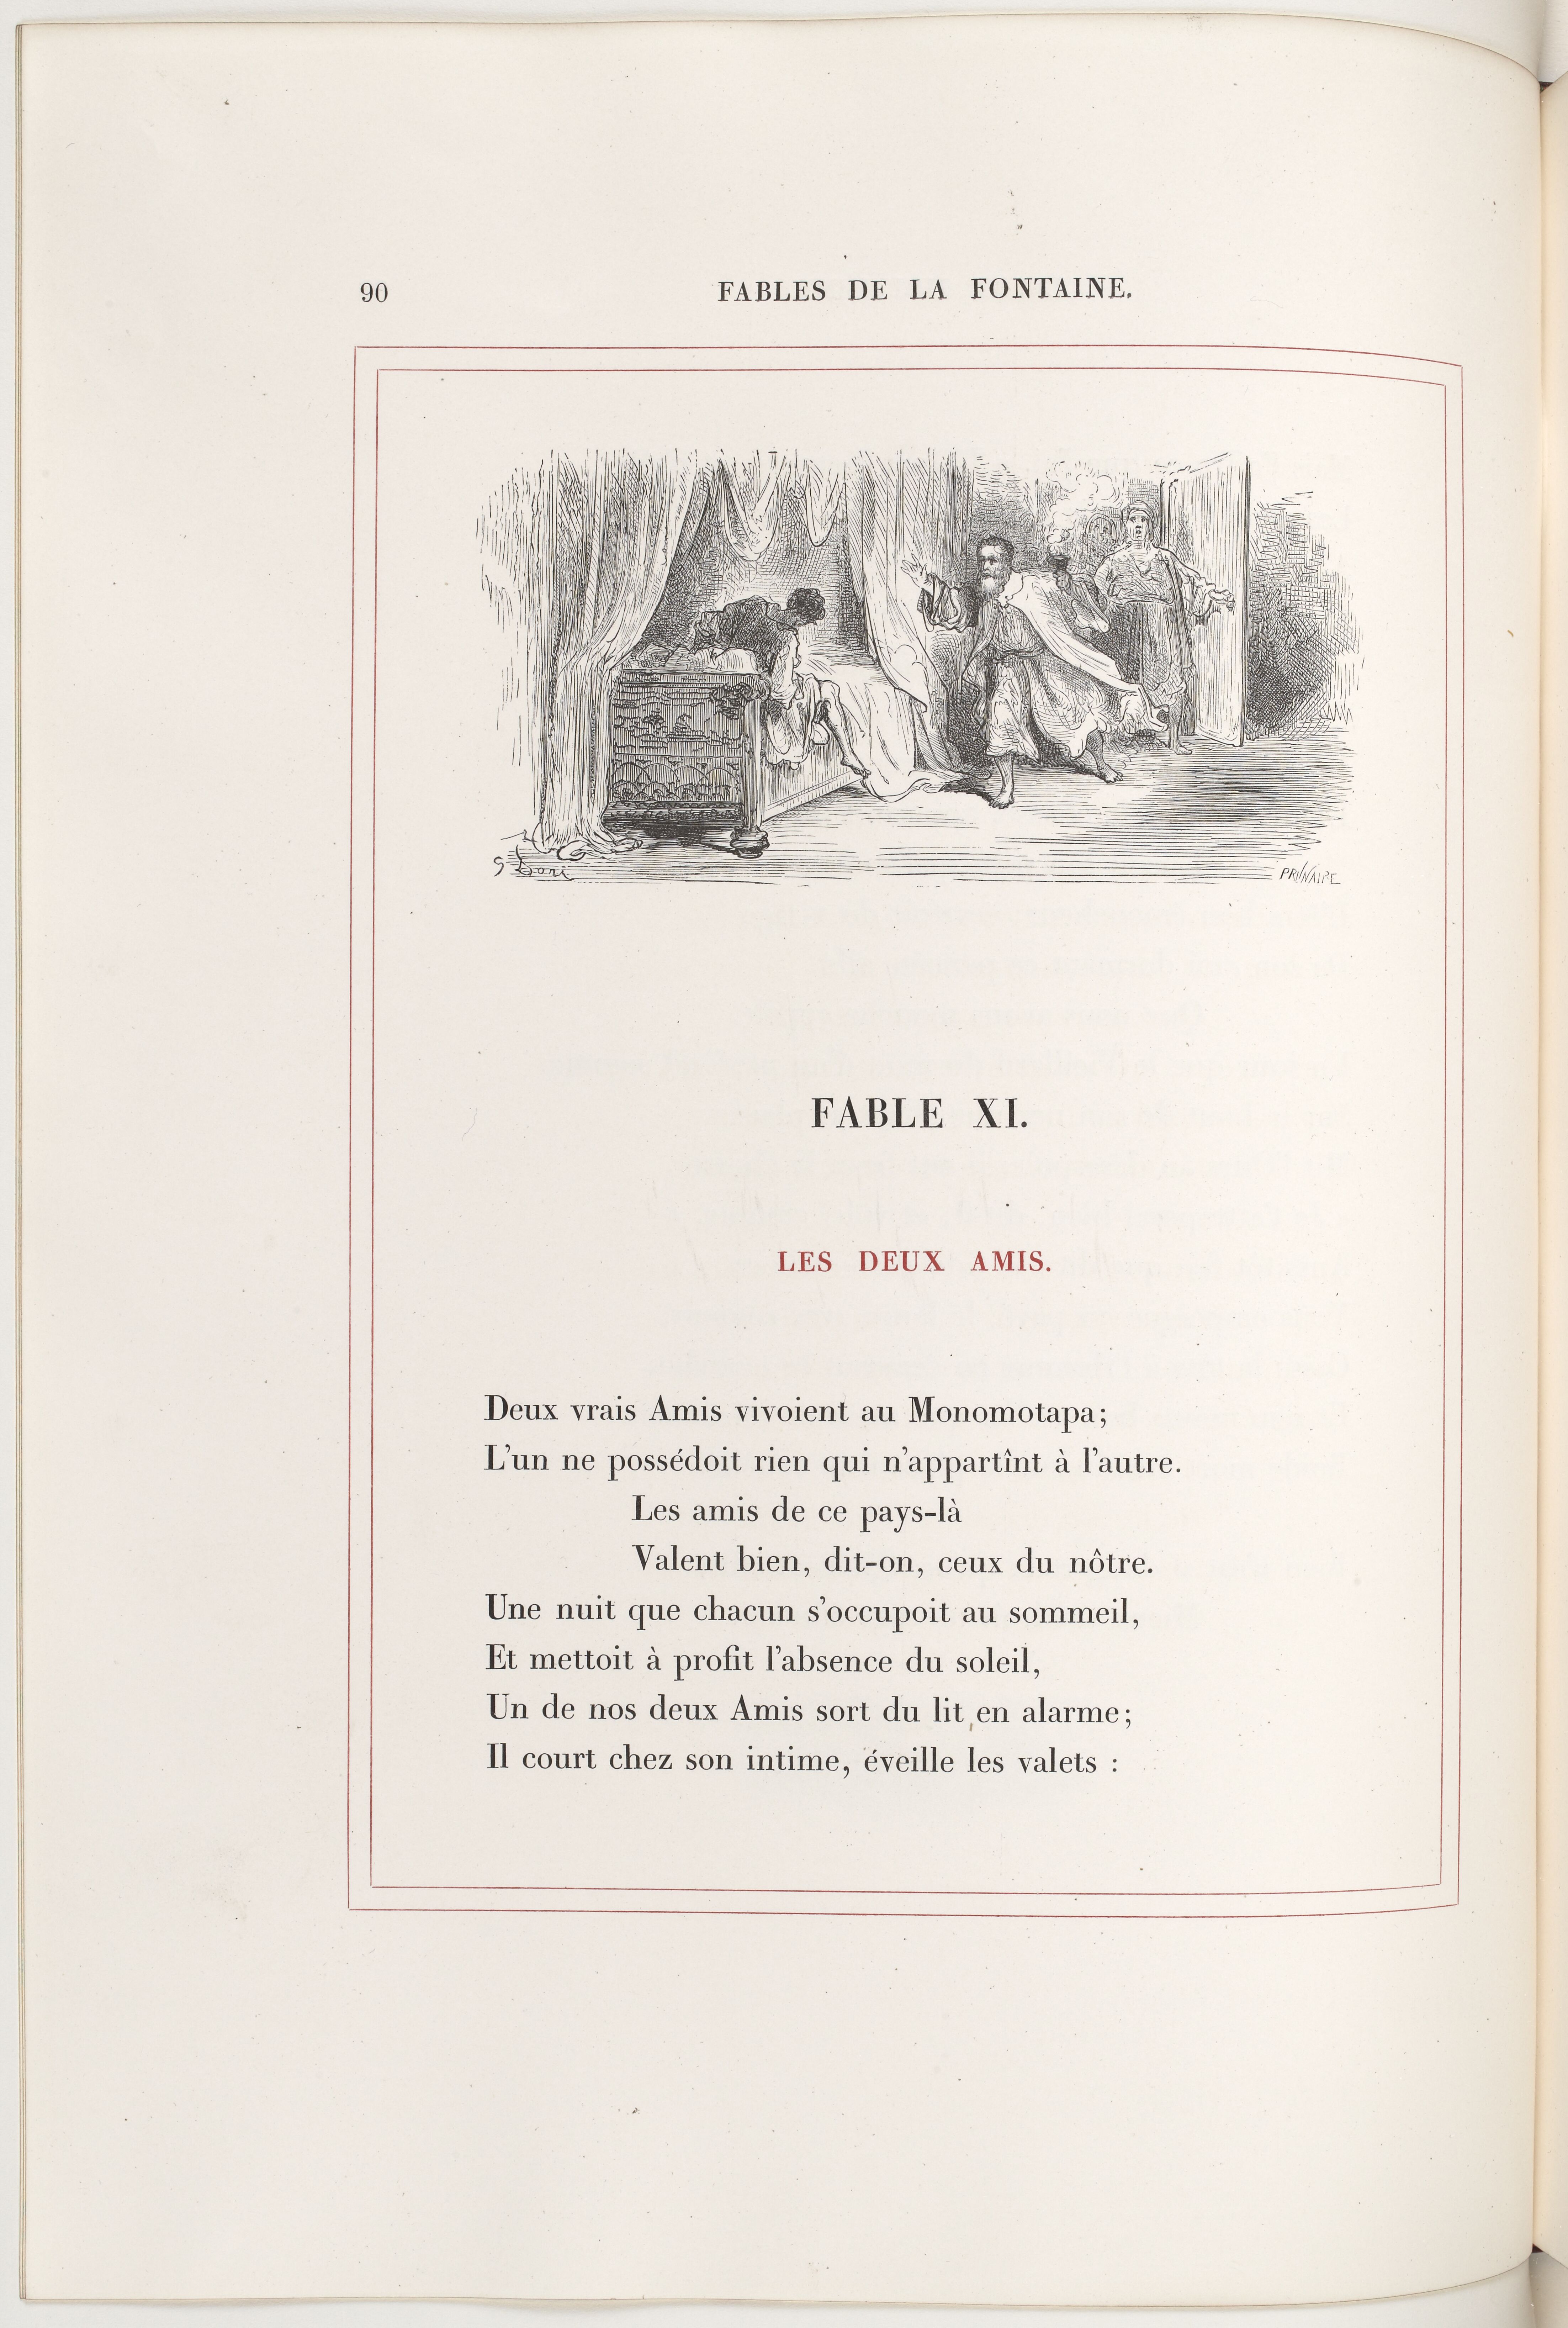 90
FABLES DE LA FONTAINE.
G Doré
PRUNAIRE
FABLE XI.
LES DEUX AMIS.
Deux vrais Amis vivoient au Monomotapa;
L'un ne possédoit rien qui n'appartînt à l'autre.
Les amis de ce pays-là
Valent bien, dit-on, ceux du nôtre.
Une nuit que chacun s'occupoit au sommeil,
Et mettoit à profit l'absence du soleil,
Un de nos deux Amis sort du lit en alarme;
Il court chez son intime, éveille les valets :